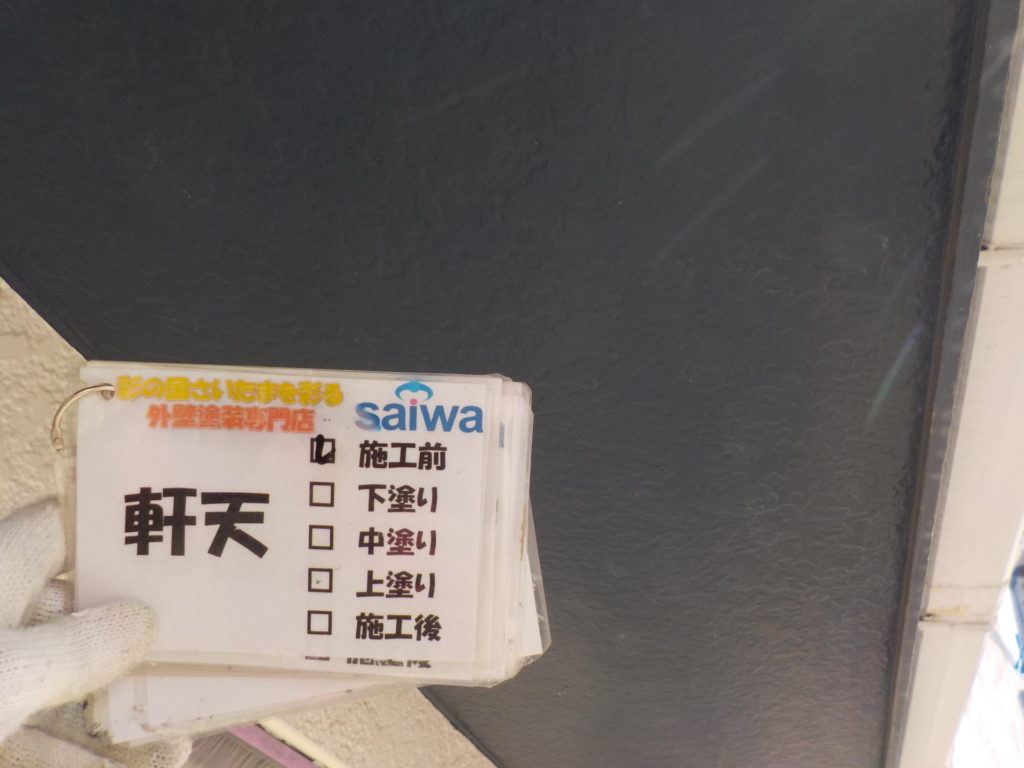 彩の国さいたまを彩る
外壁塗装専門店
saiwa
軒天
施工前
下塗り
中塗り
上塗り
施工後